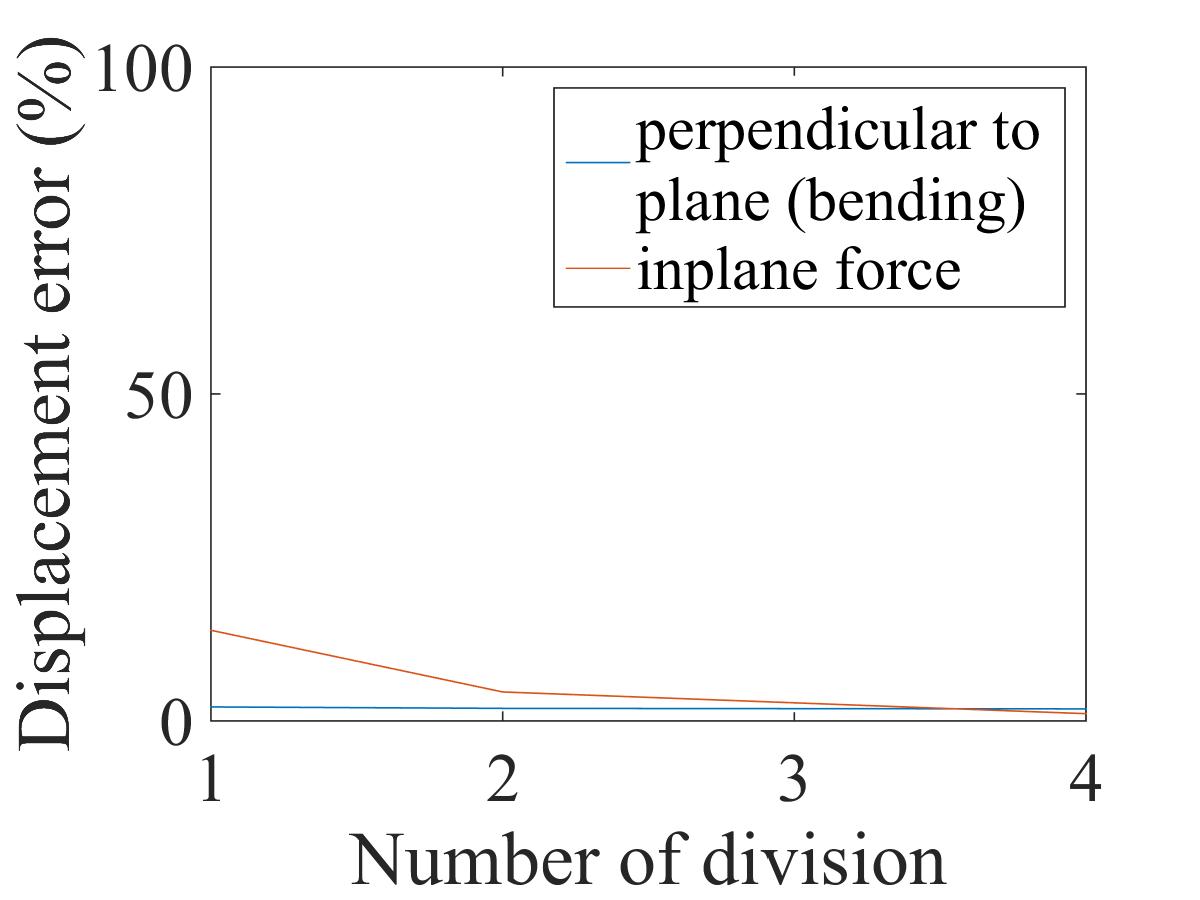 Displacement error (%)
100
50
0
perpendicular to
plane (bending)
inplane force
1 2 3 4
Number of division